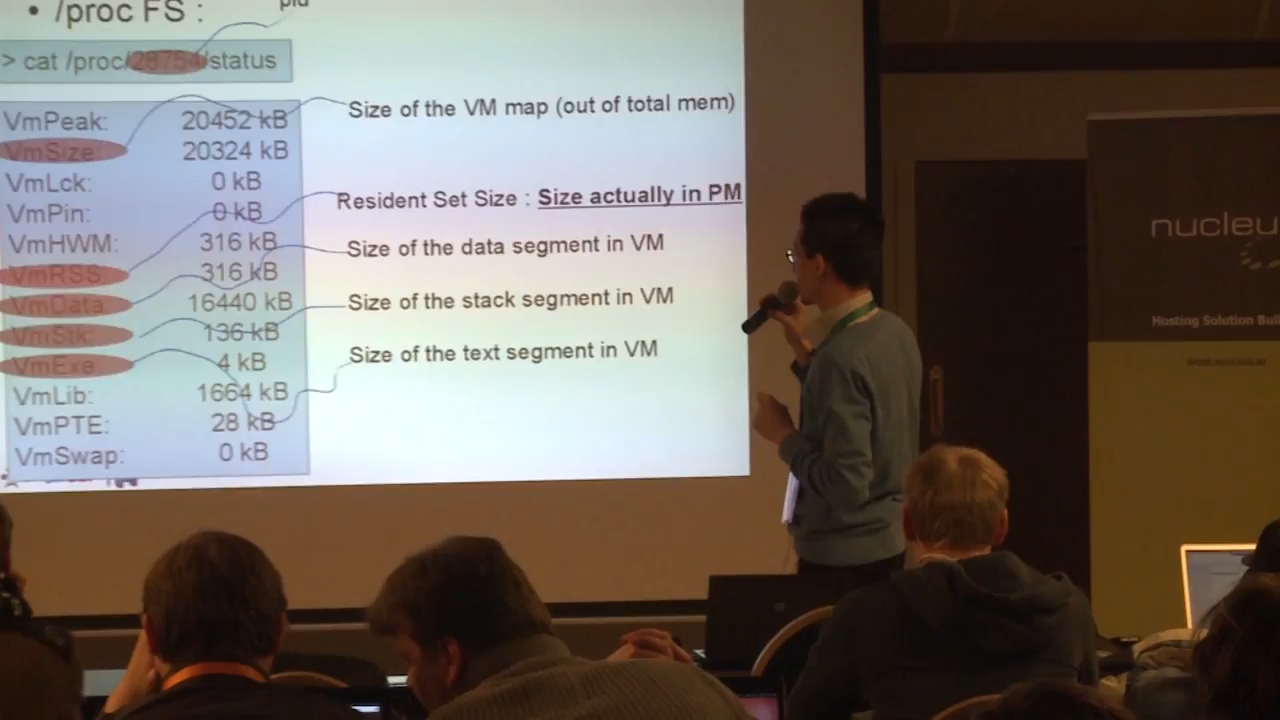 • /proc FS :
pid
> cat /proc/28754/status
VmPeak: 20452 kB
VmSize: 20324 kB
VmLck: 0 kB
VmPin: 0 kB
VmHWM: 316 kB
VmRSS: 316 kB
VmData: 16440 kB
VmStk: 136 kB
VmExe 4 kB
VmLib: 1664 kB
VmPTE: 28 kB
VmSwap: 0 kB
Size of the VM map (out of total mem)
Resident Set Size : Size actually in PM
Size of the data segment in VM
Size of the stack segment in VM
Size of the text segment in VM
nucleu
Hosting Solution Buil